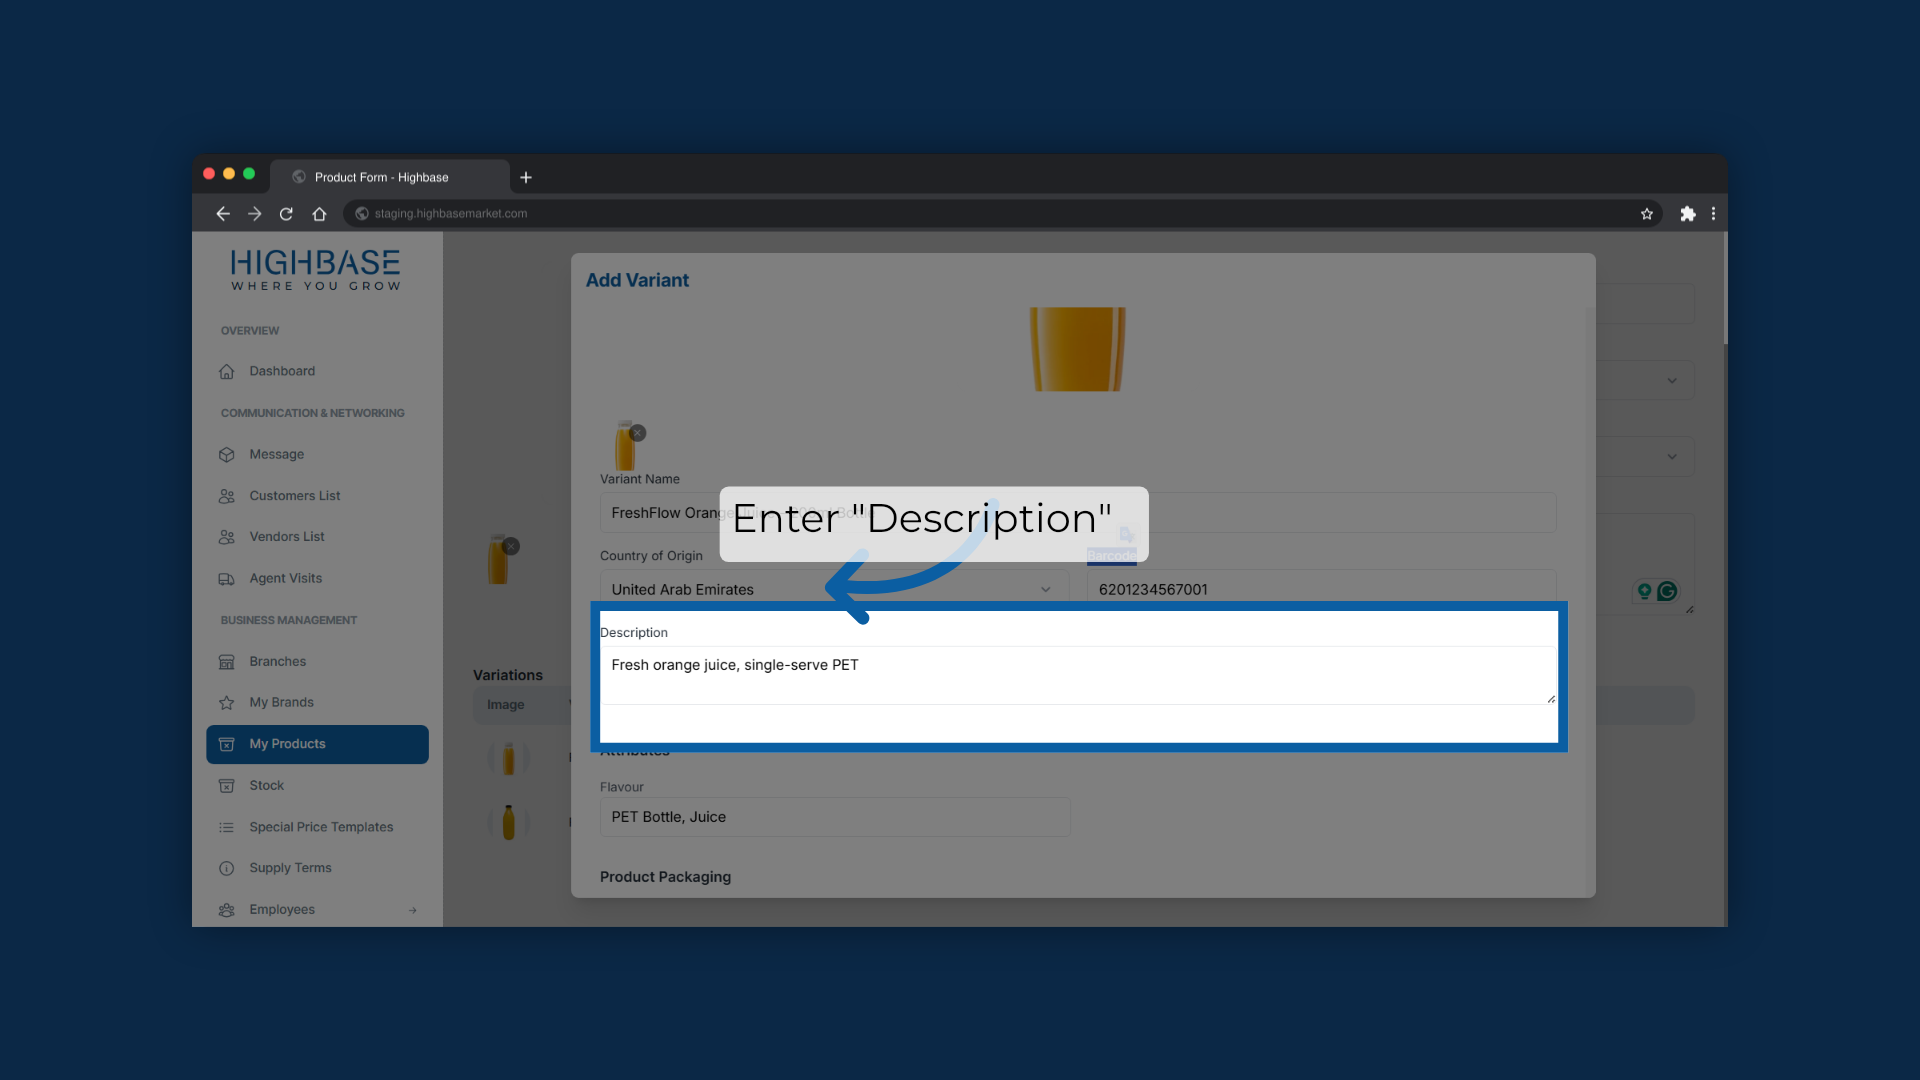 Product Form - Highbase
staging.highbasemarket.com
HIGHBASE
WHERE YOU GROW
OVERVIEW
Dashboard
COMMUNICATION & NETWORKING
Message
Customers List
Vendors List
Agent Visits
BUSINESS MANAGEMENT
Branches
My Brands
My Products
Stock
Special Price Templates
Supply Terms
Employees
Variations
Image
Add Variant
Variant Name
FreshFlow Orange
Enter "Description"
Country of Origin
Barcode
United Arab Emirates
6201234567001
Description
Fresh orange juice, single-serve PET
Attributes
Flavour
PET Bottle, Juice
Product Packaging